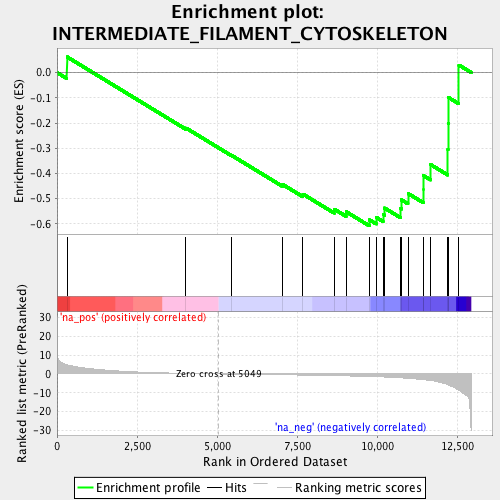 Enrichment plot:
INTERMEDIATE_FILAMENT_CYTOSKELETON
Enrichment score (ES)
0.0
-0.1
-0.2
-0.3
-0.4
-0.5
-0.6
Ranked list metric (PreRanked)
30
20
10
0
-10
-20
-30
'na_pos' (positively correlated)
Zero cross at 5049
'na_neg' (negatively correlated)
0
2,500
5,000
7,500
10,000
12,500
Rank in Ordered Dataset
Enrichment profile
Hits
Ranking metric scores